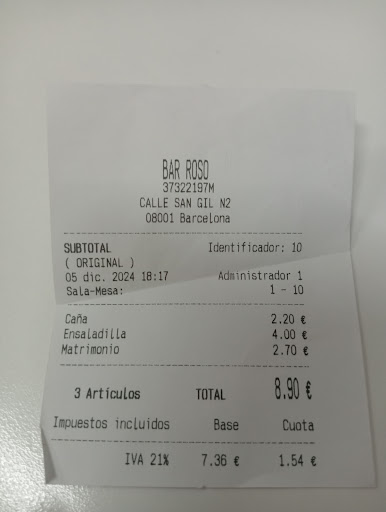 BAR ROSO
37322197M
CALLE SAN GIL N2
08001 Barcelona
SUBTOTAL Identificador: 10
( ORIGINAL )
05 dic. 2024 18:17 Administrador 1
Sala-Mesa: 1 - 10
Caña 2.20 €
Ensaladilla 4.00 €
Matrimonio 2.70 €
3 Artículos TOTAL 8.90 €
Impuestos incluidos Base Cuota
IVA 21% 7.36 € 1.54 €